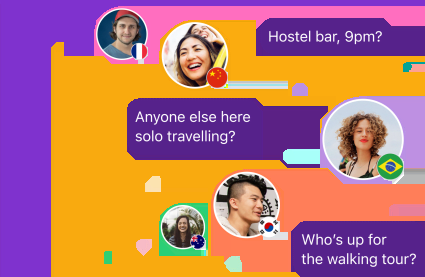 Hostel bar, 9pm?
Anyone else here
solo travelling?
Who's up for
the walking tour?